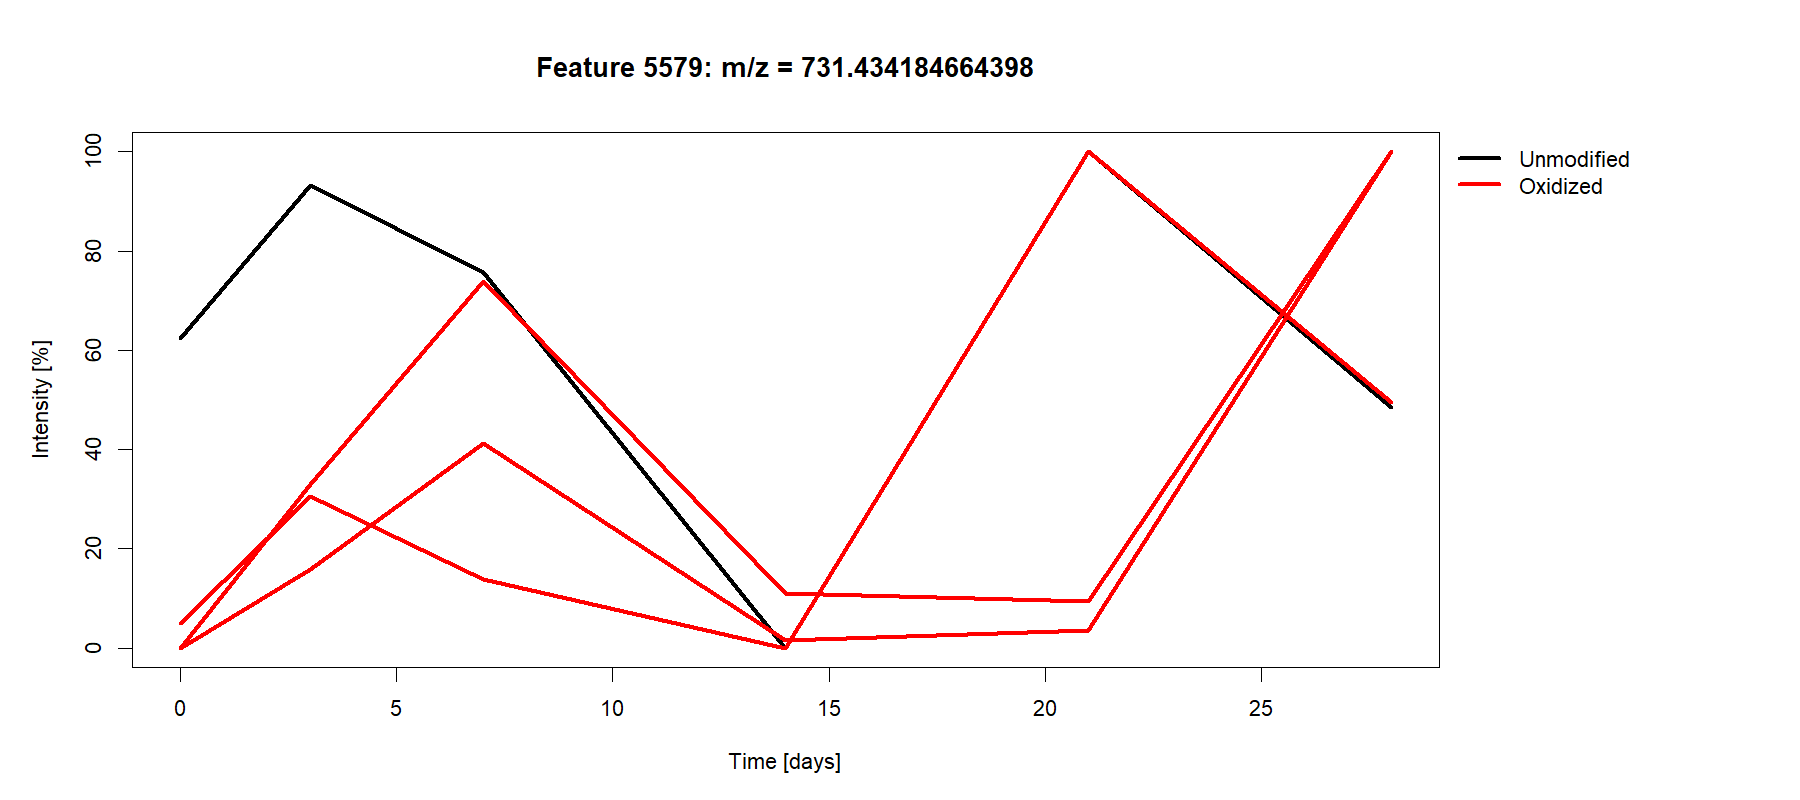 Feature 5579: m/z = 731.434184664398
Unmodified
Oxidized
100
80
60
40
20
0
Intensity [%]
0 5 10 15 20 25
Time [days]